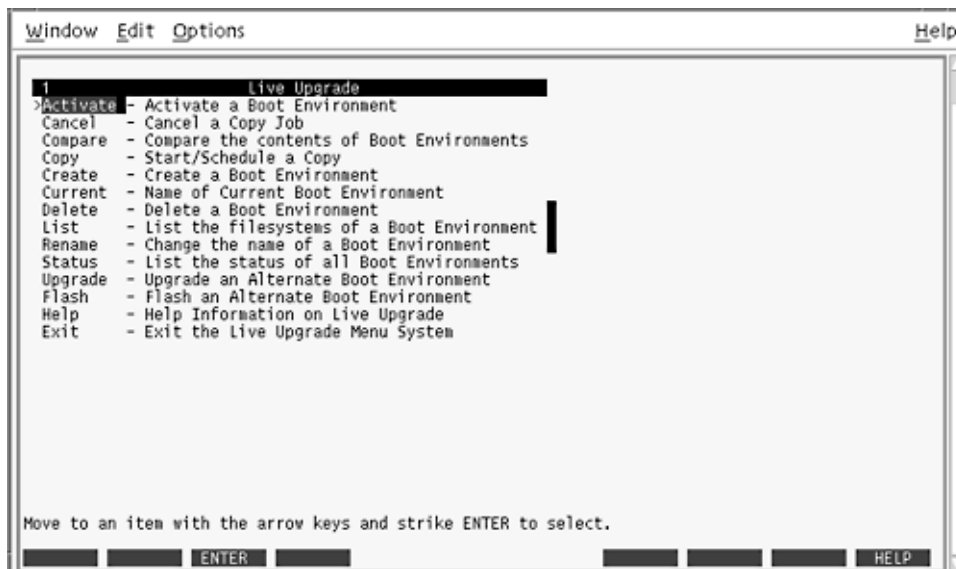 Window Edit Options Help
1 Live Upgrade
>Activate - Activate a Boot Environment
Cancel - Cancel a Copy Job
Compare - Compare the contents of Boot Environments
Copy - Start/Schedule a Copy
Create - Create a Boot Environment
Current - Name of Current Boot Environment
Delete - Delete a Boot Environment
List - List the filesystems of a Boot Environment
Rename - Change the name of a Boot Environment
Status - List the status of all Boot Environments
Upgrade - Upgrade an Alternate Boot Environment
Flash - Flash an Alternate Boot Environment
Help - Help Information on Live Upgrade
Exit - Exit the Live Upgrade Menu System
Move to an item with the arrow keys and strike ENTER to select.
ENTER HELP